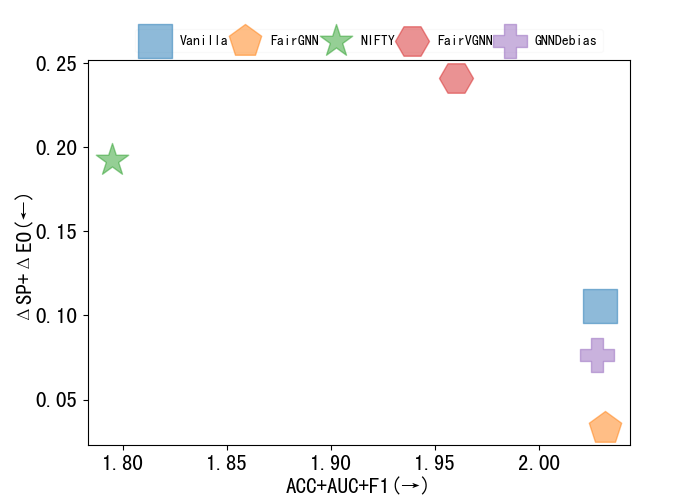 Vanilla FairGNN NIFTY FairVGNN GNNDebias
0.25
0.20
0.15
0.10
0.05
ΔSP+ΔEO(←)
1.80 1.85 1.90 1.95 2.00
ACC+AUC+F1(→)